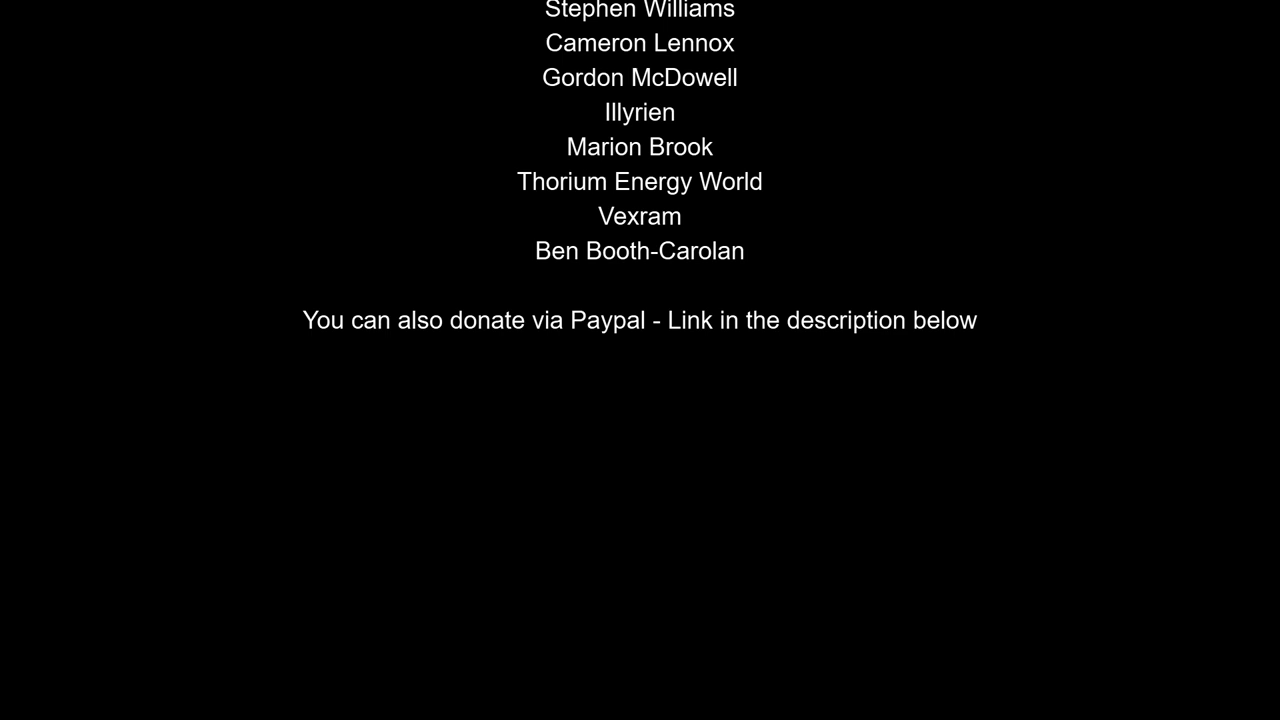 Stephen Williams
Cameron Lennox
Gordon McDowell
Illyrien
Marion Brook
Thorium Energy World
Vexram
Ben Booth-Carolan
You can also donate via Paypal - Link in the description below